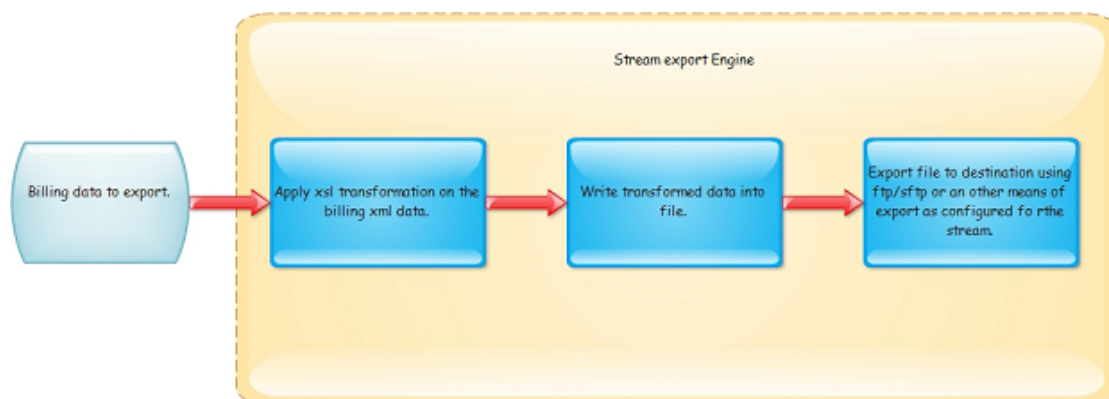 Stream export Engine
Billing data to export.
Apply xsl transformation on the
billing xml data.
Write transformed data into
file.
Export file to destination using
ftp/sftp or an other means of
export as configured fo rthe
stream.